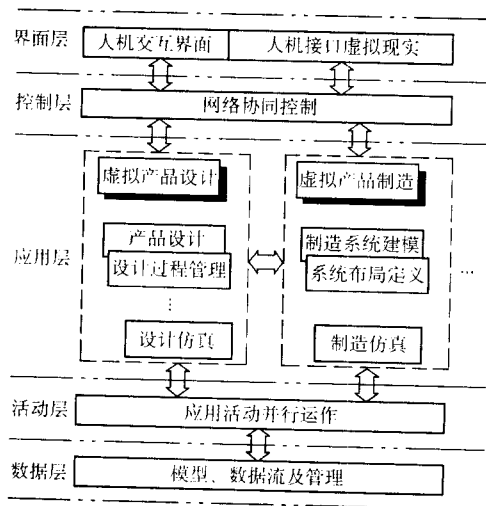 界面层 人机交互界面 人机接口虚拟现实
控制层 网络协同控制
虚拟产品设计 虚拟产品制造
产品设计 制造系统建模
应用层 设计过程管理 系统布局定义 …
⋮
设计仿真 制造仿真
活动层 应用活动并行运作
数据层 模型、数据流及管理